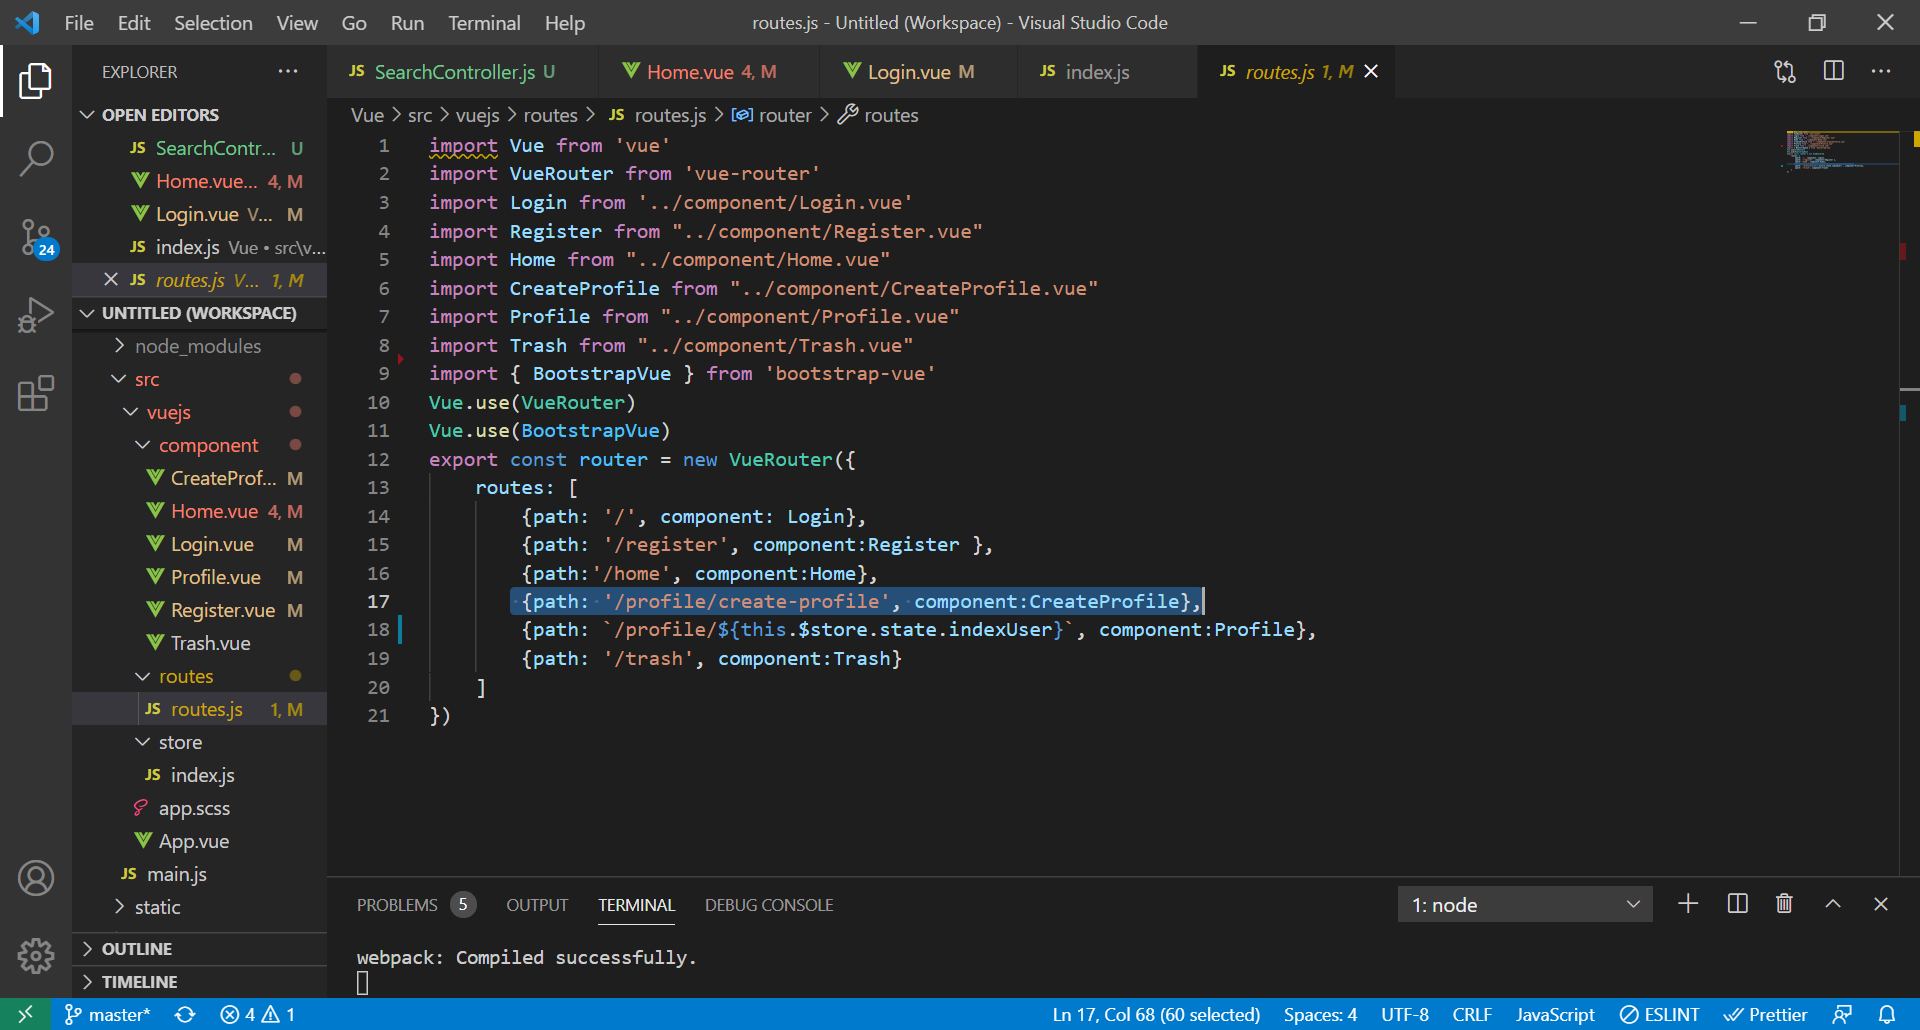 File Edit Selection View Go Run Terminal Help
routes.js - Untitled (Workspace) - Visual Studio Code
EXPLORER
OPEN EDITORS
JS SearchContr... U
Home.vue... 4, M
Login.vue V... M
JS index.js Vue • src\v...
JS routes.js V... 1, M
UNTITLED (WORKSPACE)
node_modules
src
vuejs
component
CreateProf... M
Home.vue 4, M
Login.vue M
Profile.vue M
Register.vue M
Trash.vue
routes
JS routes.js 1, M
store
JS index.js
app.scss
App.vue
JS main.js
static
OUTLINE
TIMELINE
24
JS SearchController.js U
Home.vue 4, M
Login.vue M
JS index.js
JS routes.js 1, M
Vue > src > vuejs > routes > JS routes.js > router > routes
1 import Vue from 'vue'
2 import VueRouter from 'vue-router'
3 import Login from '../component/Login.vue'
4 import Register from "../component/Register.vue"
5 import Home from "../component/Home.vue"
6 import CreateProfile from "../component/CreateProfile.vue"
7 import Profile from "../component/Profile.vue"
8 import Trash from "../component/Trash.vue"
9 import { BootstrapVue } from 'bootstrap-vue'
10 Vue.use(VueRouter)
11 Vue.use(BootstrapVue)
12 export const router = new VueRouter({
13 routes: [
14 {path: '/', component: Login},
15 {path: '/register', component:Register },
16 {path:'/home', component:Home},
17 {path: '/profile/create-profile', component:CreateProfile},
18 {path: `/profile/${this.$store.state.indexUser}`, component:Profile},
19 {path: '/trash', component:Trash}
20 ]
21 })
PROBLEMS 5 OUTPUT TERMINAL DEBUG CONSOLE
1: node
webpack: Compiled successfully.
master* 4 1
Ln 17, Col 68 (60 selected) Spaces: 4 UTF-8 CRLF JavaScript ESLINT Prettier